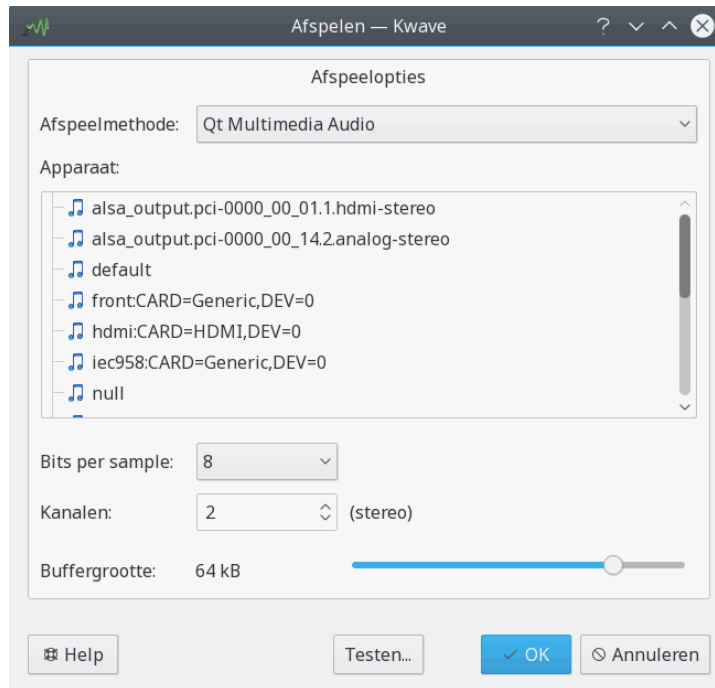 Afspelen — Kwave
Afspeelopties
Afspeelmethode: Qt Multimedia Audio
Apparaat:
alsa_output.pci-0000_00_01.1.hdmi-stereo
alsa_output.pci-0000_00_14.2.analog-stereo
default
front:CARD=Generic,DEV=0
hdmi:CARD=HDMI,DEV=0
iec958:CARD=Generic,DEV=0
null
Bits per sample: 8
Kanalen: 2 (stereo)
Buffergrootte: 64 kB
Help Testen... OK Annuleren